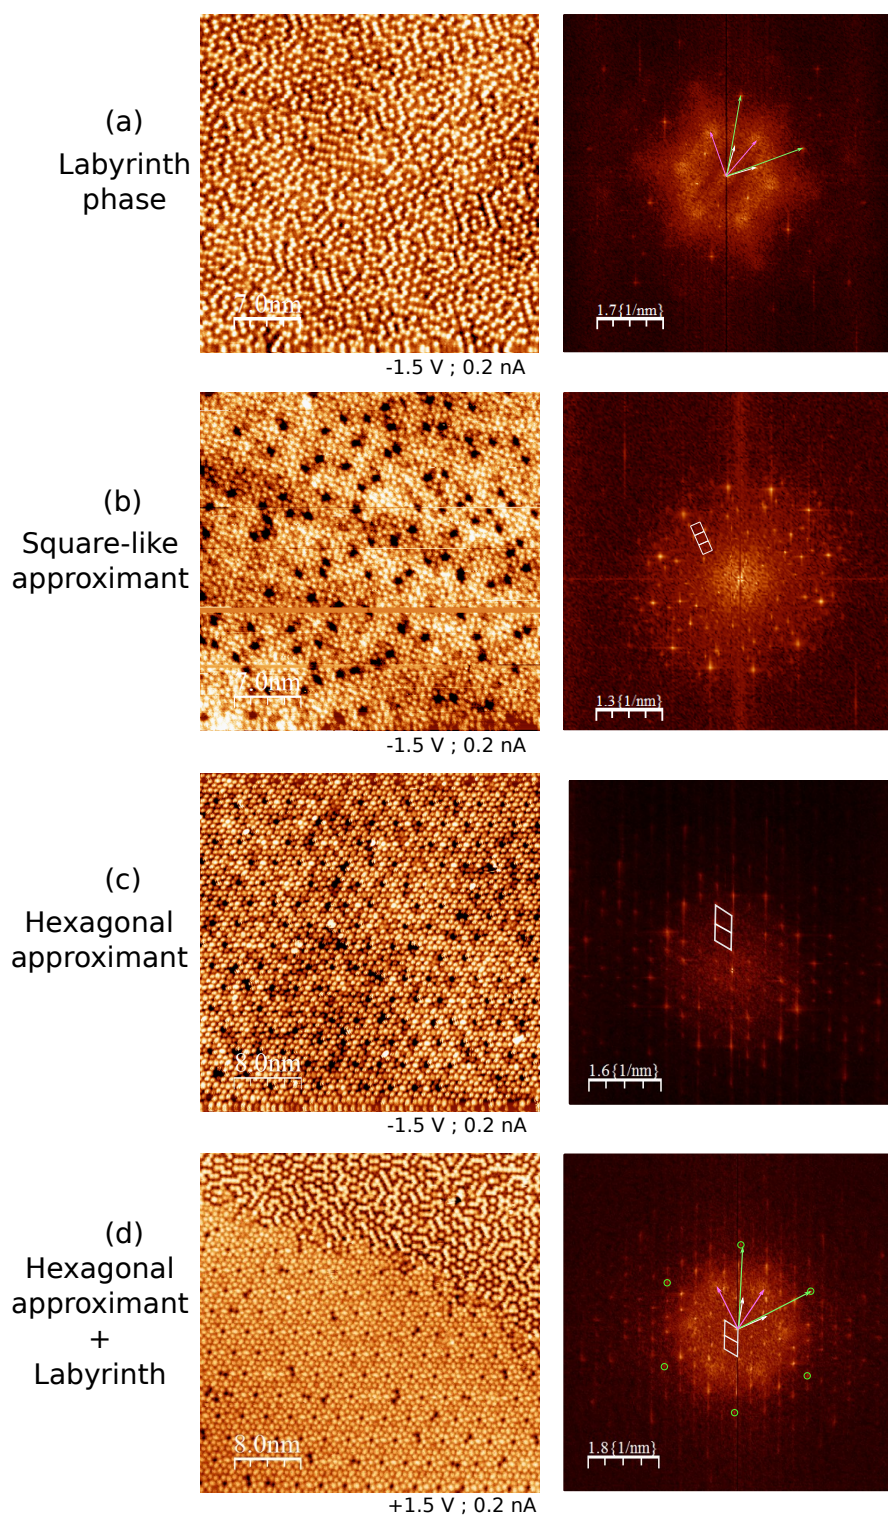 (a)
Labyrinth
phase
7.0nm
1.7{1/nm}
-1.5 V ; 0.2 nA
(b)
Square-like
approximant
7.0nm
1.3{1/nm}
-1.5 V ; 0.2 nA
(c)
Hexagonal
approximant
8.0nm
1.6{1/nm}
-1.5 V ; 0.2 nA
(d)
Hexagonal
approximant
+
Labyrinth
8.0nm
1.8{1/nm}
+1.5 V ; 0.2 nA